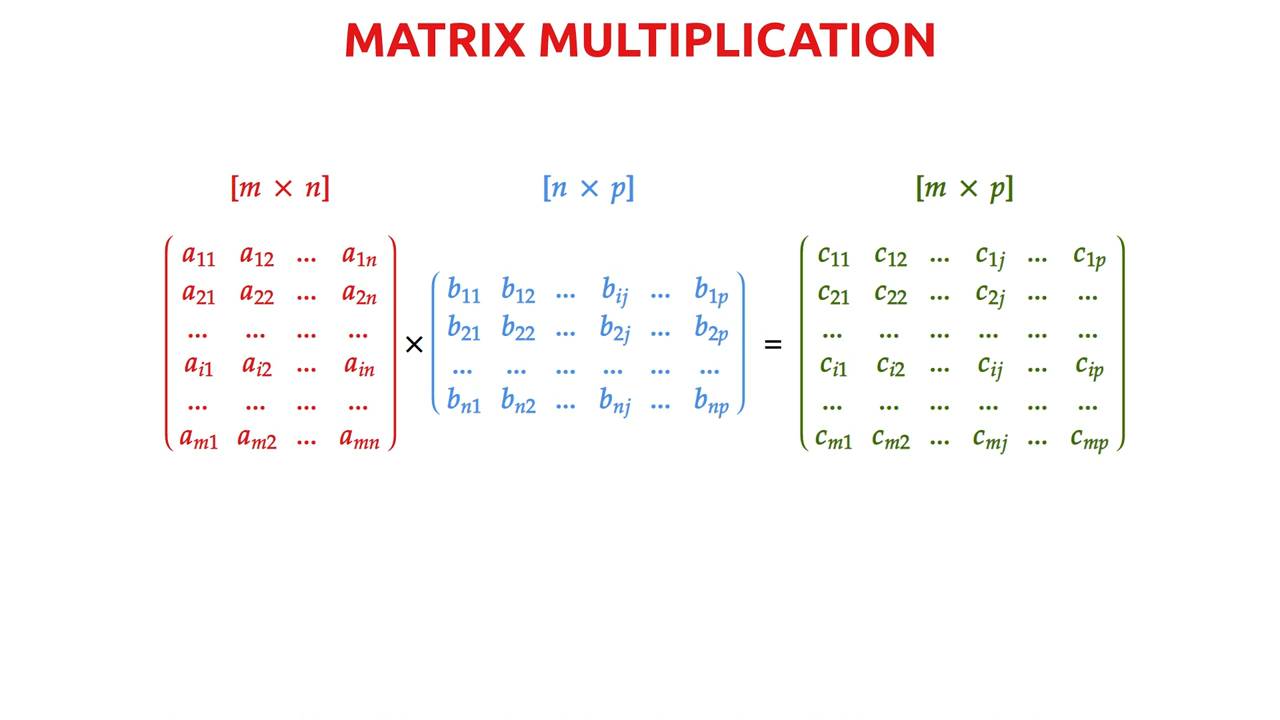 MATRIX MULTIPLICATION
[m × n] [n × p] [m × p]
a11 a12 ... a1n
a21 a22 ... a2n
... ... ... ...
ai1 ai2 ... ain
... ... ... ...
am1 am2 ... amn
×
b11 b12 ... bij ... b1p
b21 b22 ... b2j ... b2p
... ... ... ... ... ...
bn1 bn2 ... bnj ... bnp
=
c11 c12 ... c1j ... c1p
c21 c22 ... c2j ... ...
... ... ... ... ... ...
ci1 ci2 ... cij ... cip
... ... ... ... ... ...
cm1 cm2 ... cmj ... cmp